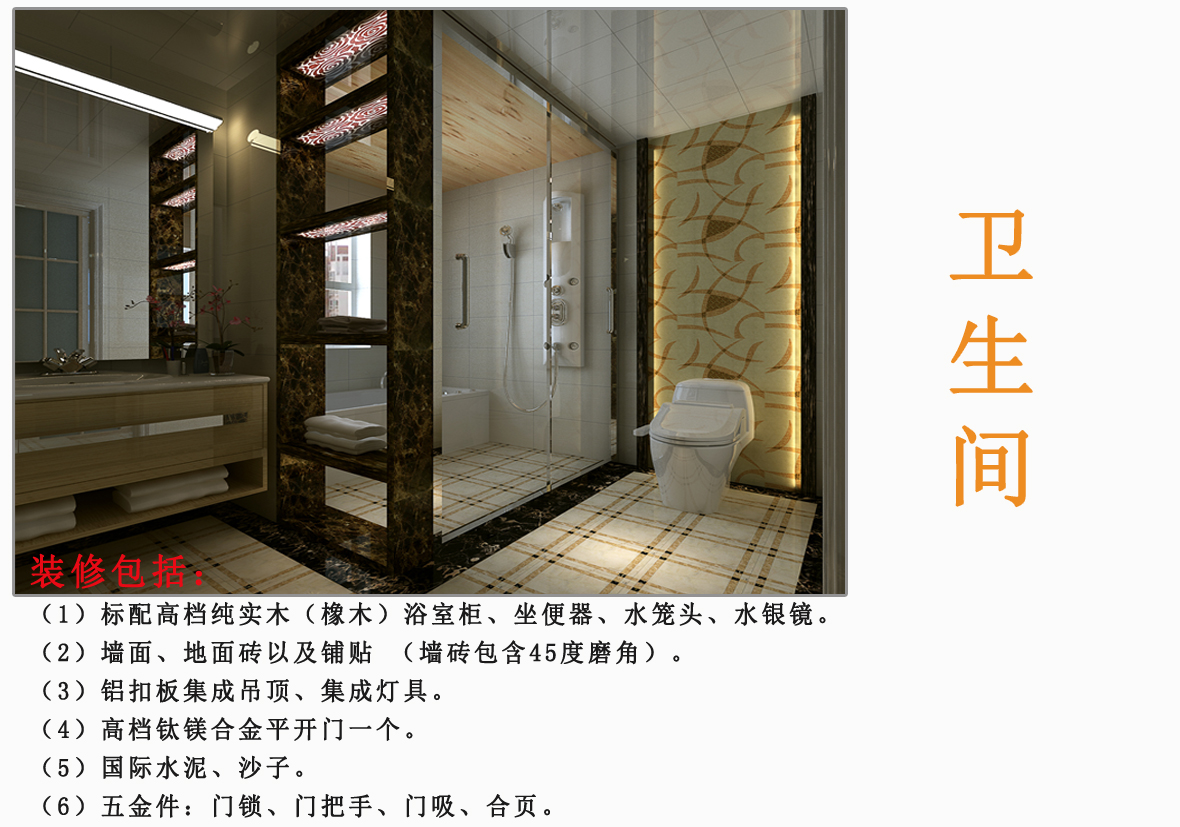 卫生间
装修包括：
（1）标配高档纯实木（橡木）浴室柜、坐便器、水笼头、水银镜。
（2）墙面、地面砖以及铺贴 （墙砖包含45度磨角）。
（3）铝扣板集成吊顶、集成灯具。
（4）高档钛镁合金平开门一个。
（5）国际水泥、沙子。
（6）五金件：门锁、门把手、门吸、合页。